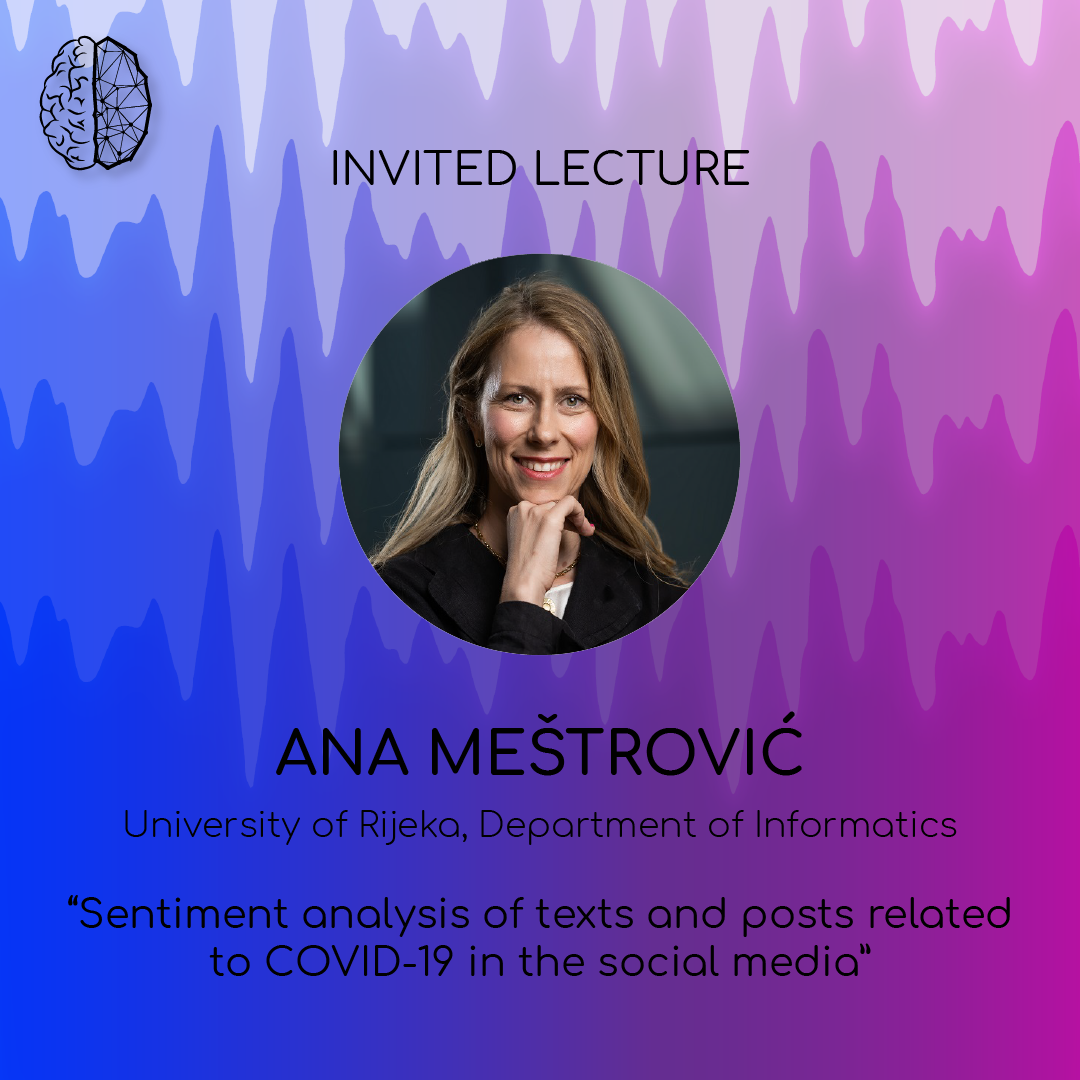 INVITED LECTURE
ANA MEŠTROVIĆ
University of Rijeka, Department of Informatics
“Sentiment analysis of texts and posts related
to COVID-19 in the social media”